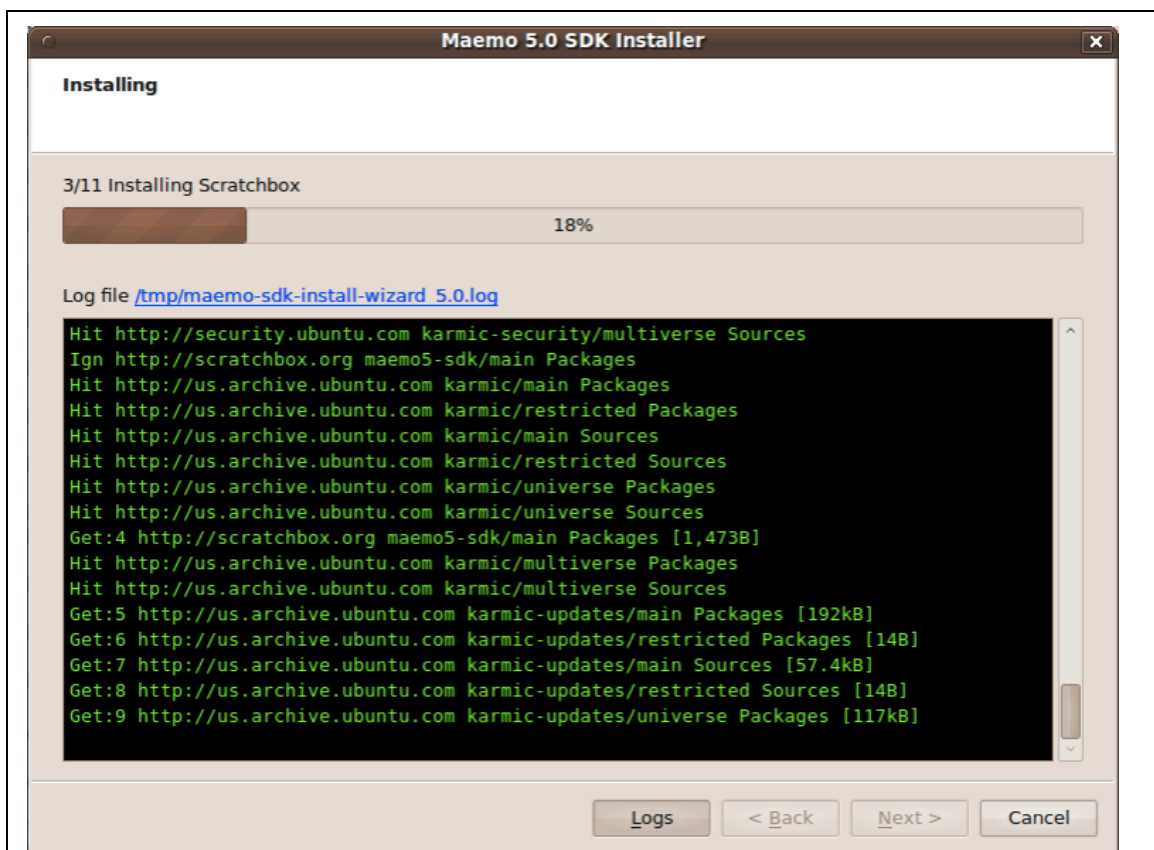 Maemo 5.0 SDK Installer
Installing
3/11 Installing Scratchbox
18%
Log file /tmp/maemo-sdk-install-wizard_5.0.log
Hit http://security.ubuntu.com karmic-security/multiverse Sources
Ign http://scratchbox.org maemo5-sdk/main Packages
Hit http://us.archive.ubuntu.com karmic/main Packages
Hit http://us.archive.ubuntu.com karmic/restricted Packages
Hit http://us.archive.ubuntu.com karmic/main Sources
Hit http://us.archive.ubuntu.com karmic/restricted Sources
Hit http://us.archive.ubuntu.com karmic/universe Packages
Hit http://us.archive.ubuntu.com karmic/universe Sources
Get:4 http://scratchbox.org maemo5-sdk/main Packages [1,473B]
Hit http://us.archive.ubuntu.com karmic/multiverse Packages
Hit http://us.archive.ubuntu.com karmic/multiverse Sources
Get:5 http://us.archive.ubuntu.com karmic-updates/main Packages [192kB]
Get:6 http://us.archive.ubuntu.com karmic-updates/restricted Packages [14B]
Get:7 http://us.archive.ubuntu.com karmic-updates/main Sources [57.4kB]
Get:8 http://us.archive.ubuntu.com karmic-updates/restricted Sources [14B]
Get:9 http://us.archive.ubuntu.com karmic-updates/universe Packages [117kB]
Logs < Back Next > Cancel